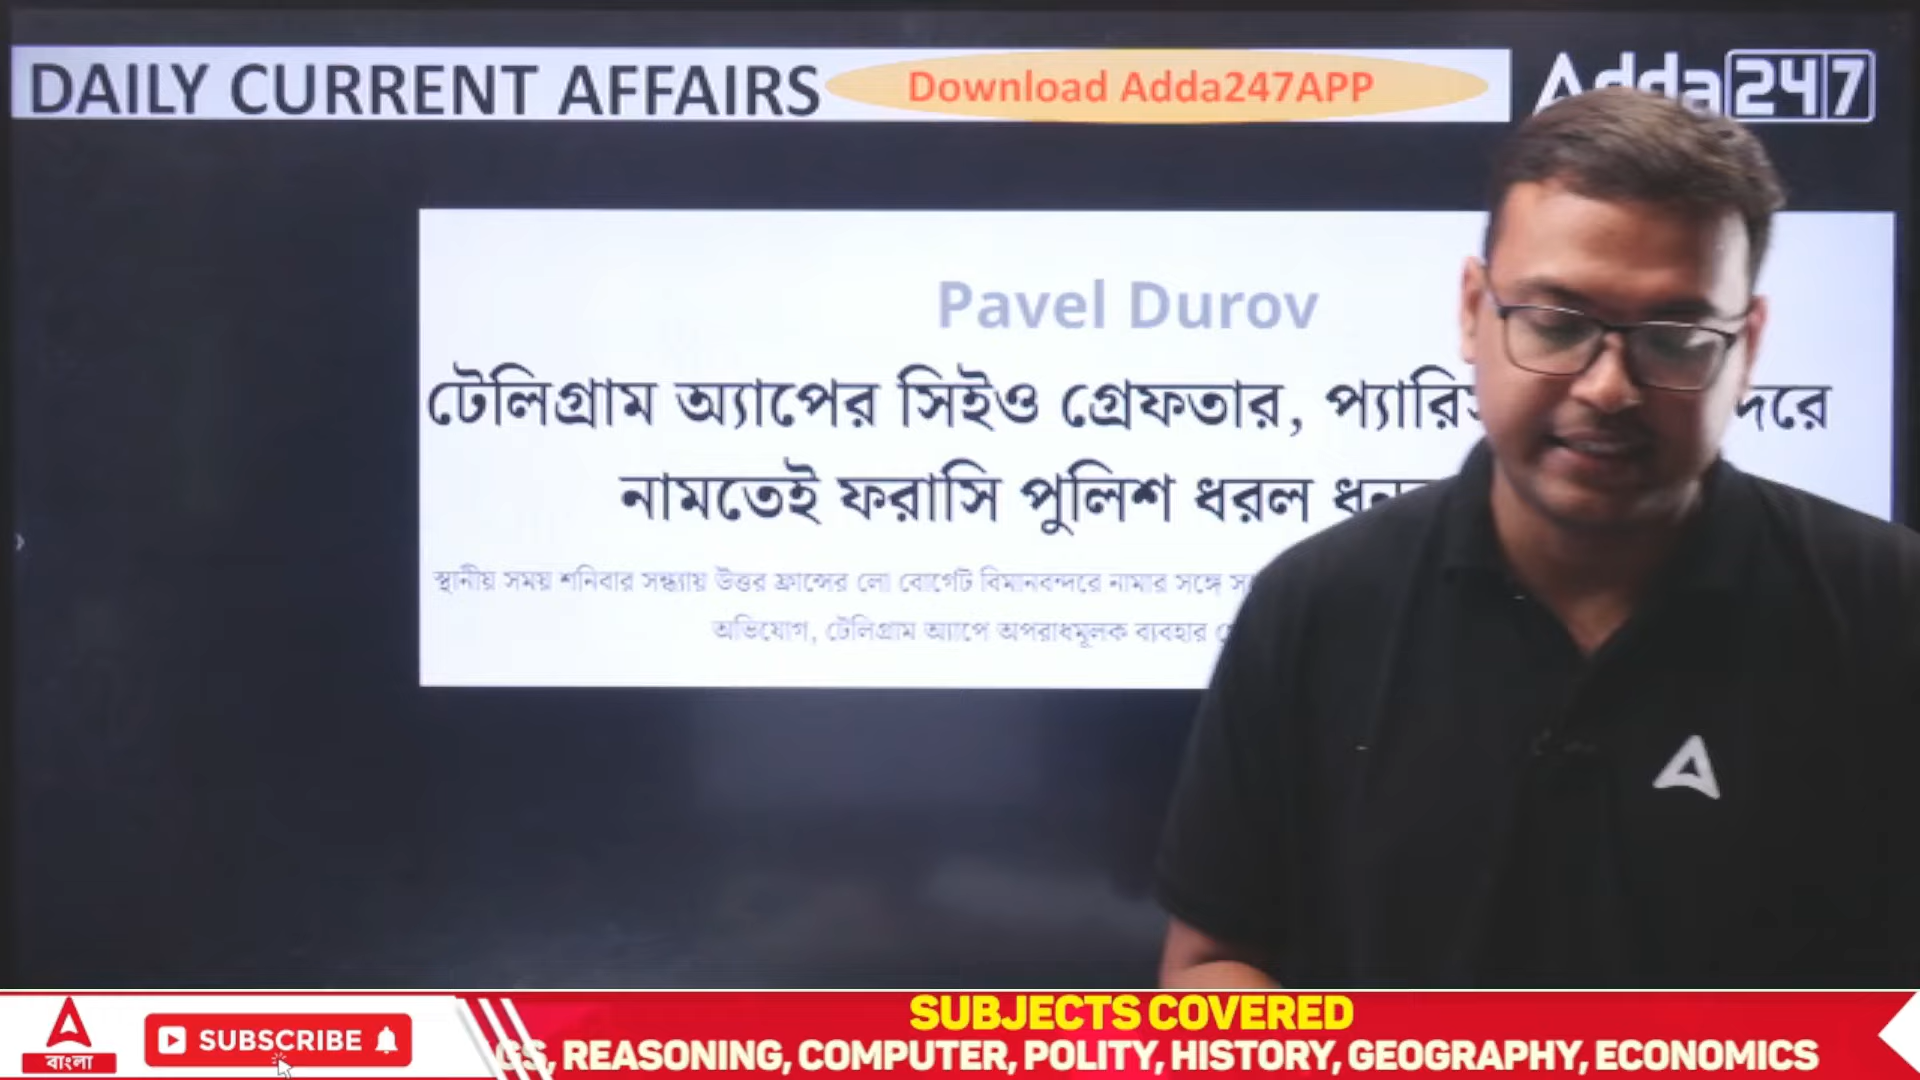 DAILY CURRENT AFFAIRS
Download Adda247APP
Adda247
Pavel Durov
টেলিগ্রাম অ্যাপের সিইও গ্রেফতার,
নামতেই ফরাসি পুলিশ ধরল
স্থানীয় সময় শনিবার সন্ধ্যায় উত্তর ফ্রান্সের লো বোর্গেট বিমানবন্দরে নামার সঙ্গে
অভিযোগ, টেলিগ্রাম অ্যাপে অপরাধমূলক ব্যবহার
বাংলা
SUBSCRIBE
SUBJECTS COVERED
GS, REASONING, COMPUTER, POLITY, HISTORY, GEOGRAPHY, ECONOMICS